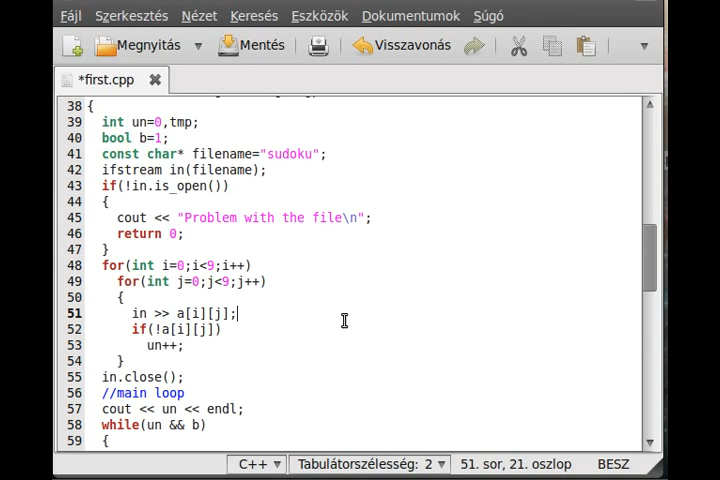 Fájl Szerkesztés Nézet Keresés Eszközök Dokumentumok Súgó
Megnyitás Mentés Visszavonás
*first.cpp
38 {
39 int un=0,tmp;
40 bool b=1;
41 const char* filename="sudoku";
42 ifstream in(filename);
43 if(!in.is_open())
44 {
45 cout << "Problem with the file\n";
46 return 0;
47 }
48 for(int i=0;i<9;i++)
49 for(int j=0;j<9;j++)
50 {
51 in >> a[i][j];
52 if(!a[i][j])
53 un++;
54 }
55 in.close();
56 //main loop
57 cout << un << endl;
58 while(un && b)
59 {
C++ Tabulátorszélesség: 2 51. sor, 21. oszlop BESZ